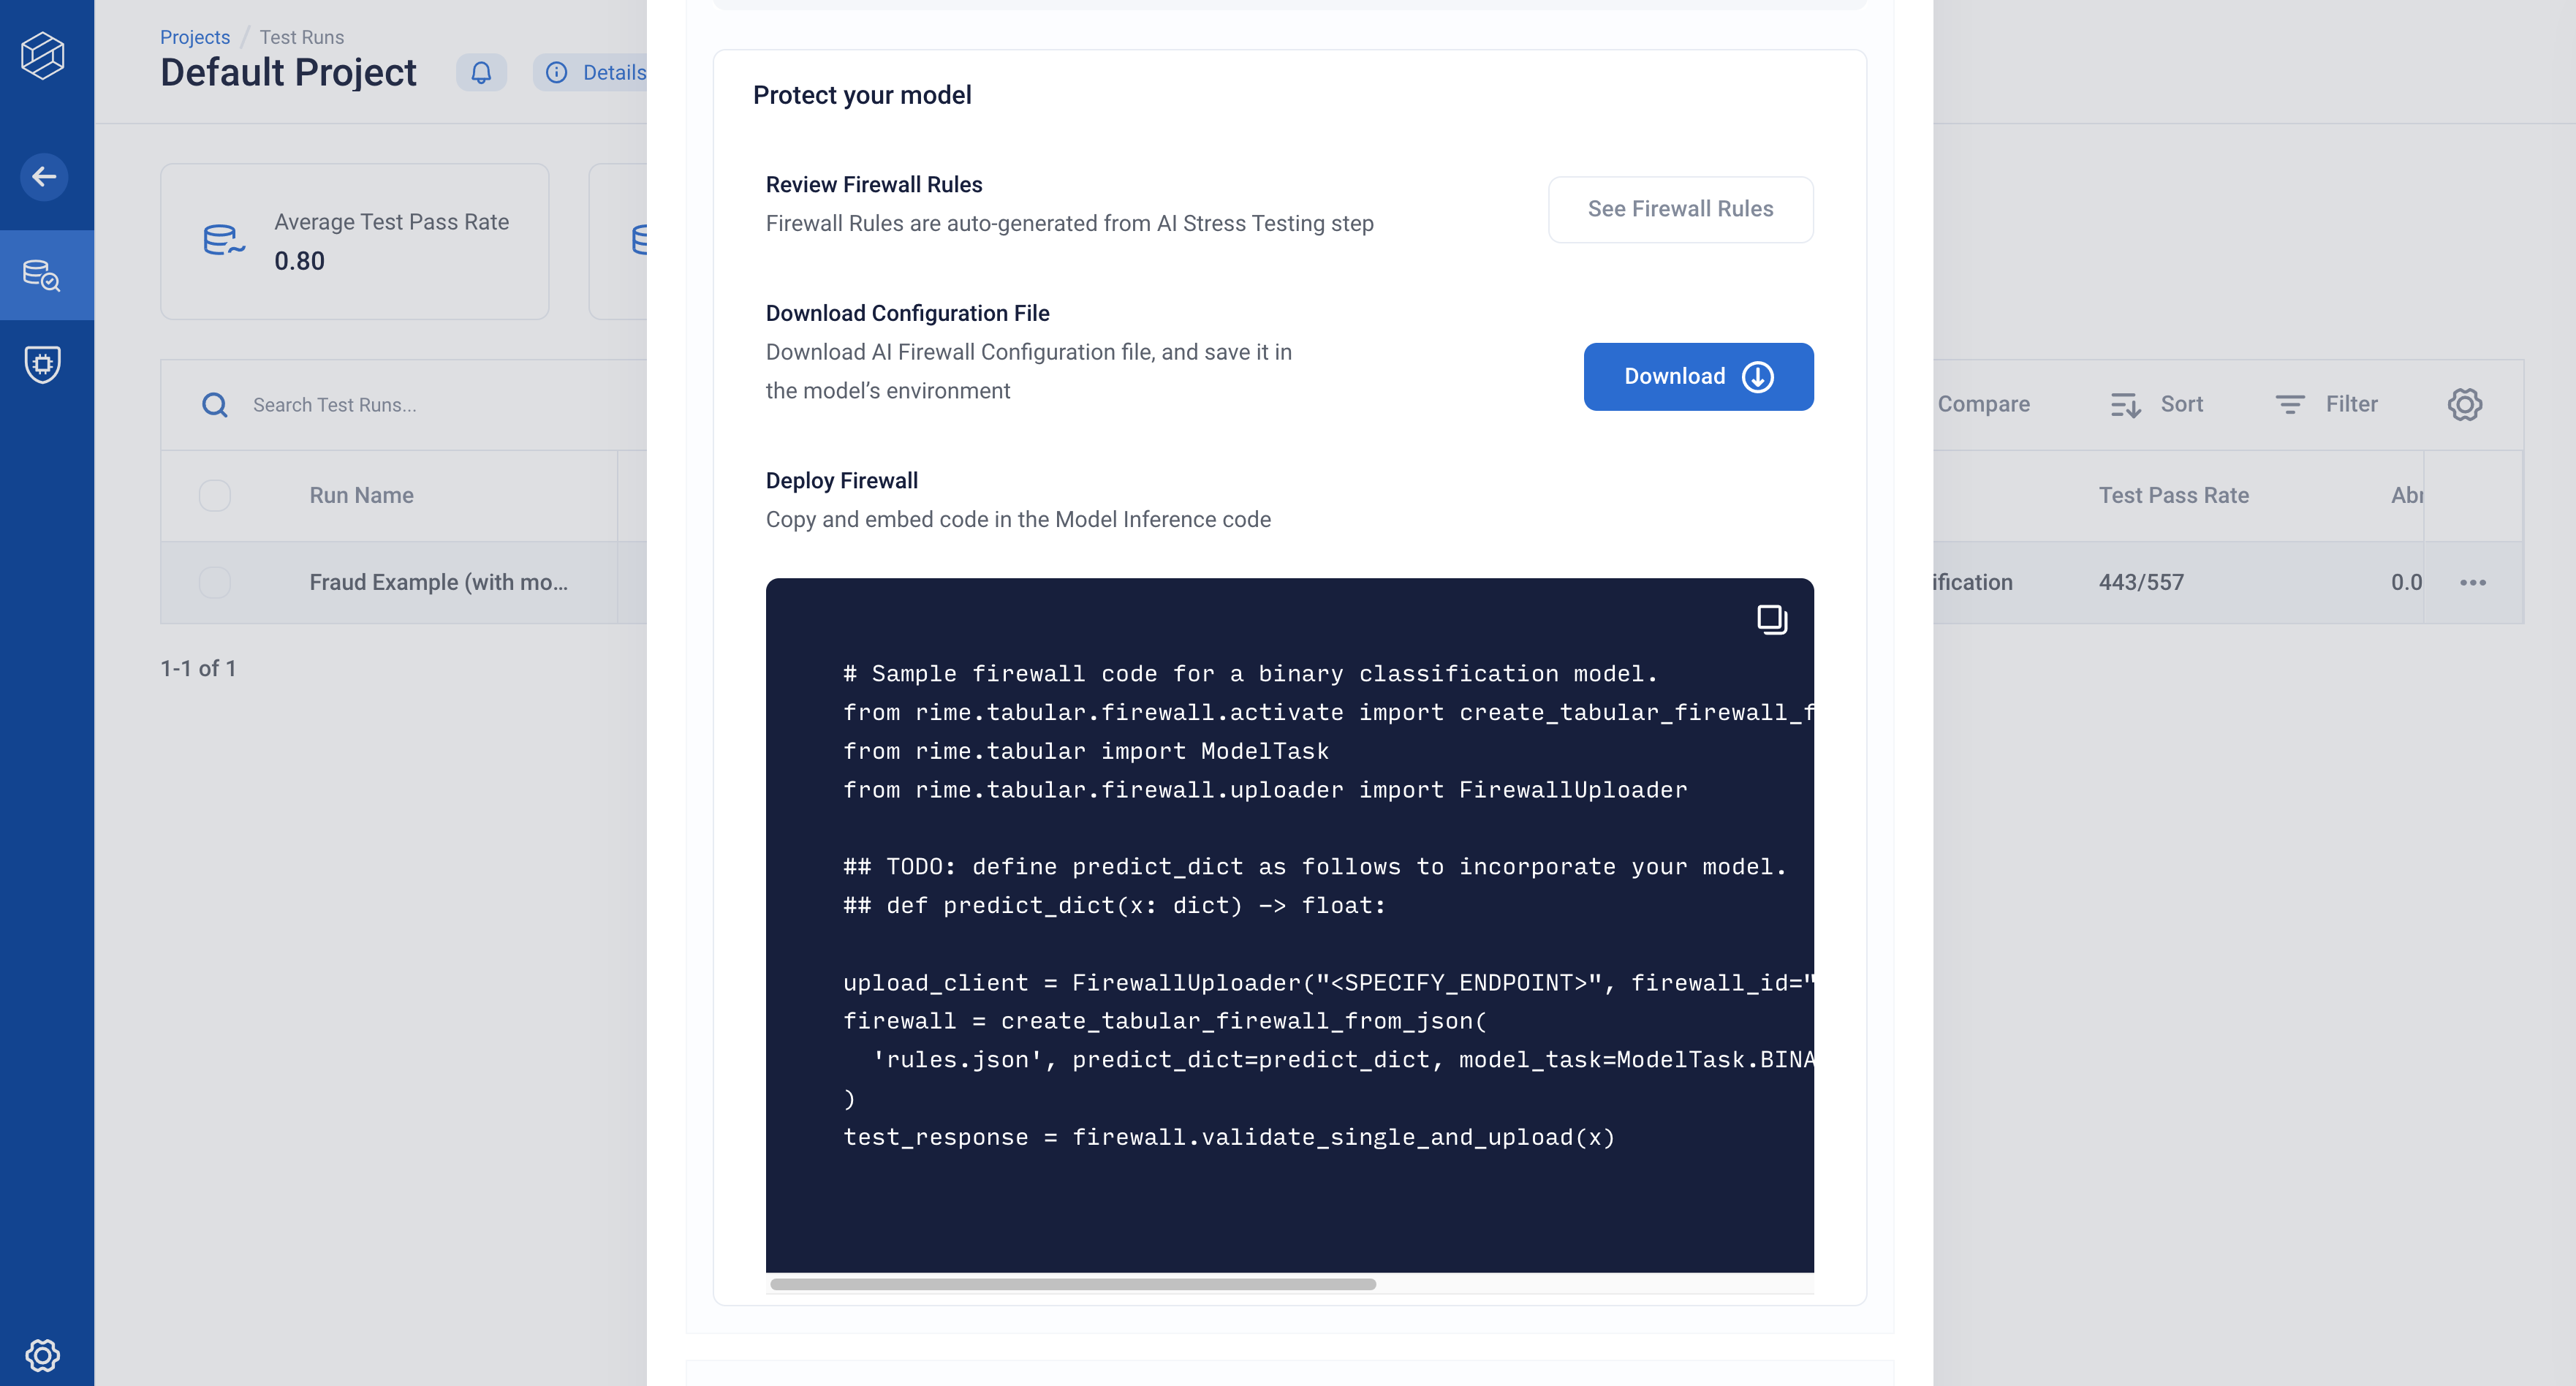 Projects / Test Runs
Default Project
Details
Average Test Pass Rate
0.80
Search Test Runs...
Compare
Sort
Filter
Run Name
Test Pass Rate
Fraud Example (with mo...
ification
443/557
0.0
1-1 of 1
Protect your model
Review Firewall Rules
Firewall Rules are auto-generated from AI Stress Testing step
See Firewall Rules
Download Configuration File
Download AI Firewall Configuration file, and save it in
the model’s environment
Download
Deploy Firewall
Copy and embed code in the Model Inference code
# Sample firewall code for a binary classification model.
from rime.tabular.firewall.activate import create_tabular_firewall_f
from rime.tabular import ModelTask
from rime.tabular.firewall.uploader import FirewallUploader
## TODO: define predict_dict as follows to incorporate your model.
## def predict_dict(x: dict) -> float:
upload_client = FirewallUploader("<SPECIFY_ENDPOINT>", firewall_id="
firewall = create_tabular_firewall_from_json(
'rules.json', predict_dict=predict_dict, model_task=ModelTask.BINA
)
test_response = firewall.validate_single_and_upload(x)